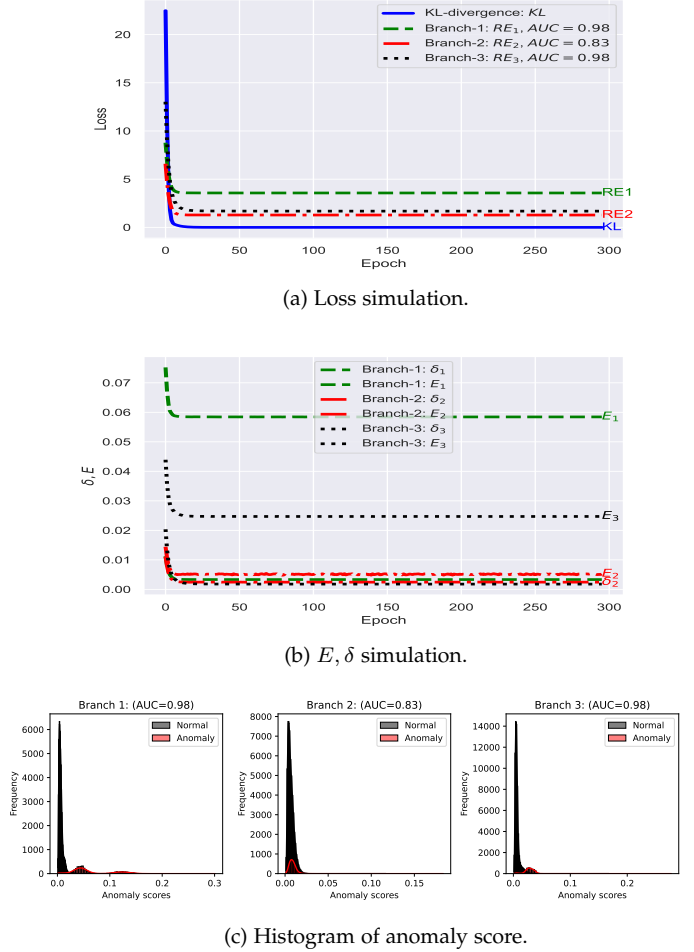 20
15
10
5
0
Loss
KL-divergence: KL
Branch-1: RE₁, AUC = 0.98
Branch-2: RE₂, AUC = 0.83
Branch-3: RE₃, AUC = 0.98
RE1
RE2
KL
0 50 100 150 200 250 300
Epoch
(a) Loss simulation.
0.07
0.06
0.05
0.04
0.03
0.02
0.01
0.00
δ, E
Branch-1: δ₁
Branch-1: E₁
Branch-2: δ₂
Branch-2: E₂
Branch-3: δ₃
Branch-3: E₃
E₁
E₃
E₂
δ₂
0 50 100 150 200 250 300
Epoch
(b) E, δ simulation.
Branch 1: (AUC=0.98)
Normal
Anomaly
6000
5000
4000
3000
2000
1000
0
Frequency
0.0 0.1 0.2 0.3
Anomaly scores
Branch 2: (AUC=0.83)
Normal
Anomaly
8000
7000
6000
5000
4000
3000
2000
1000
0
Frequency
0.00 0.05 0.10 0.15
Anomaly scores
Branch 3: (AUC=0.98)
Normal
Anomaly
14000
12000
10000
8000
6000
4000
2000
0
Frequency
0.0 0.1 0.2
Anomaly scores
(c) Histogram of anomaly score.